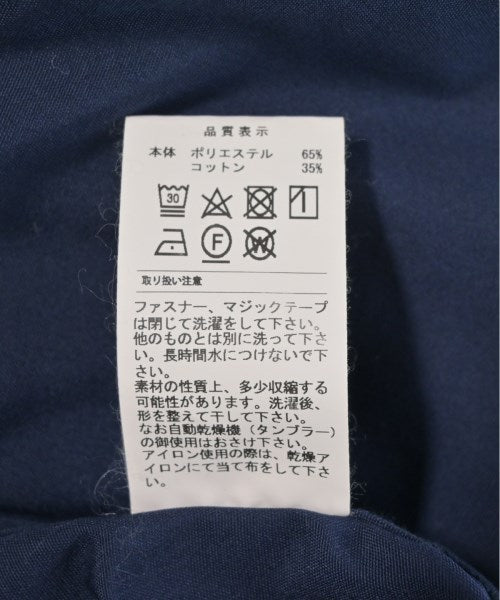 品質表示
本体 ポリエステル 65%
コットン 35%
30
F
W
取り扱い注意
ファスナー、マジックテープ
は閉じて洗濯をして下さい。
他のものとは別に洗って下さ
い。長時間水につけないで下
さい。
素材の性質上、多少収縮する
可能性があります。洗濯後、
形を整えて干して下さい。
なお自動乾燥機（タンブラー）
の御使用はおさけ下さい。
アイロン使用の際は、乾燥ア
イロンにて当て布をして下さ
い。